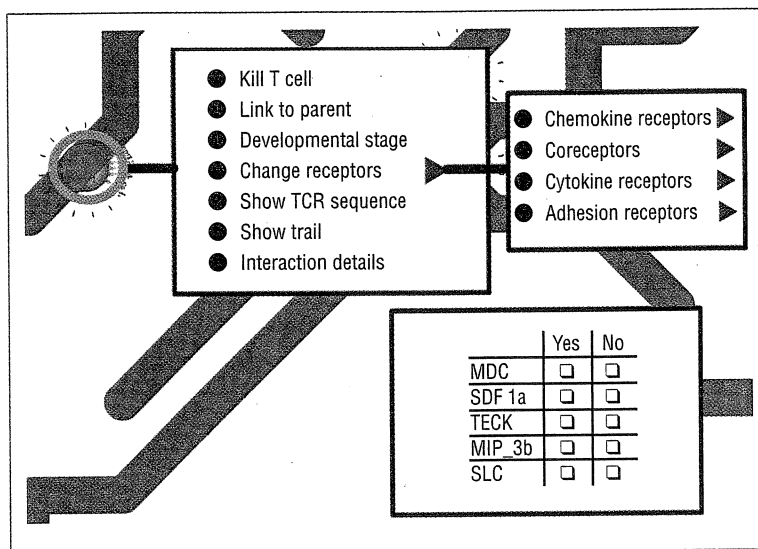 Kill T cell
Link to parent
Developmental stage
Change receptors
Show TCR sequence
Show trail
Interaction details
Chemokine receptors
Coreceptors
Cytokine receptors
Adhesion receptors
Yes No
MDC
SDF 1a
TECK
MIP_3b
SLC